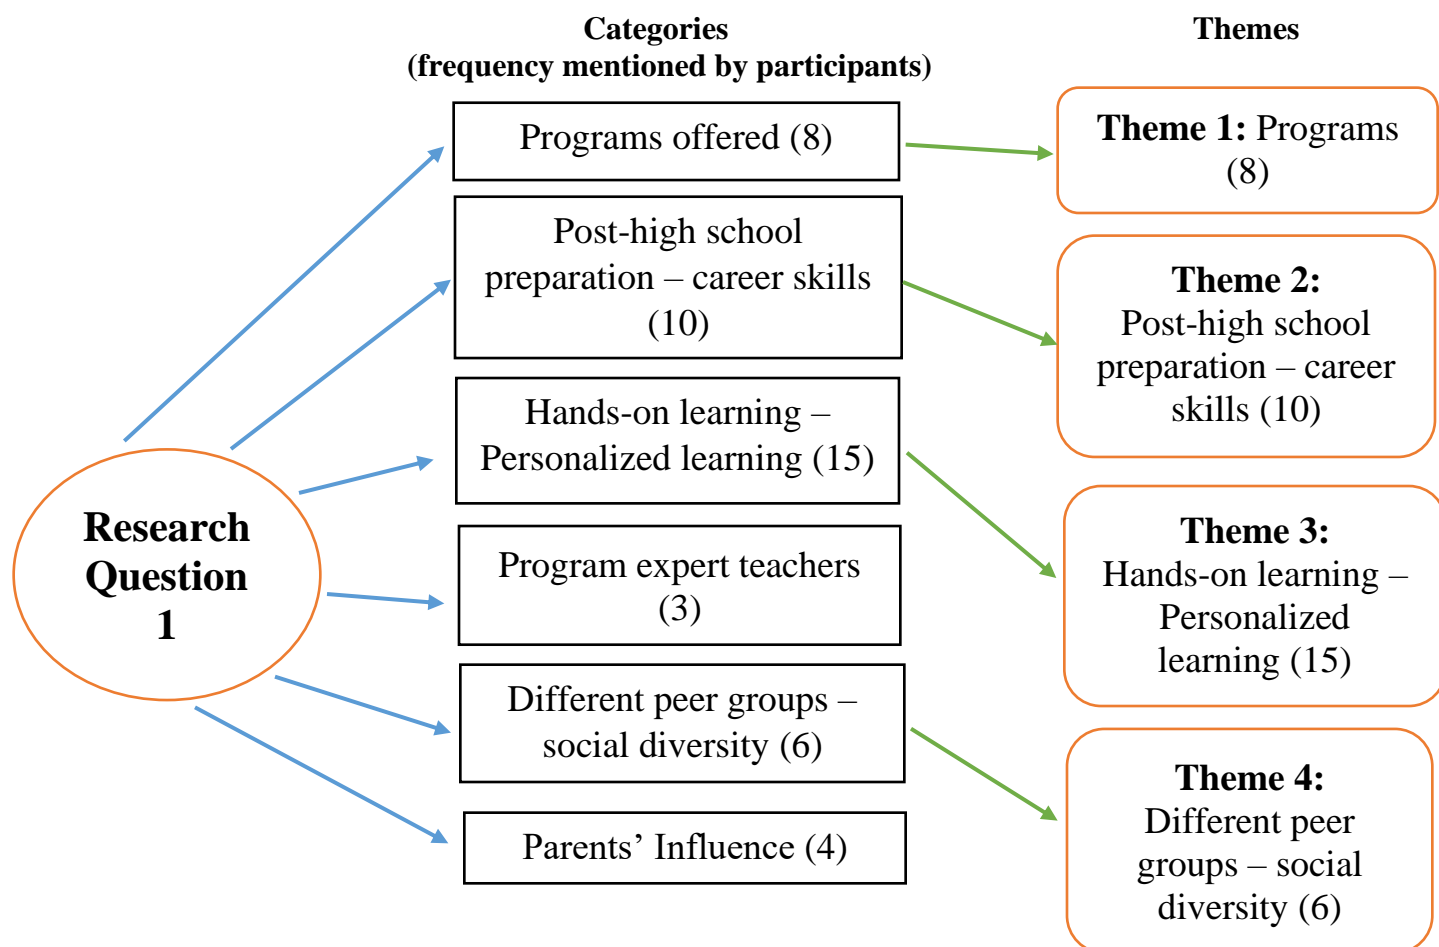 Categories
(frequency mentioned by participants)
Themes
Programs offered (8)
Post-high school
preparation – career skills
(10)
Hands-on learning –
Personalized learning (15)
Program expert teachers
(3)
Different peer groups –
social diversity (6)
Parents’ Influence (4)
Research
Question
1
Theme 1: Programs
(8)
Theme 2:
Post-high school
preparation – career
skills (10)
Theme 3:
Hands-on learning –
Personalized
learning (15)
Theme 4:
Different peer
groups – social
diversity (6)